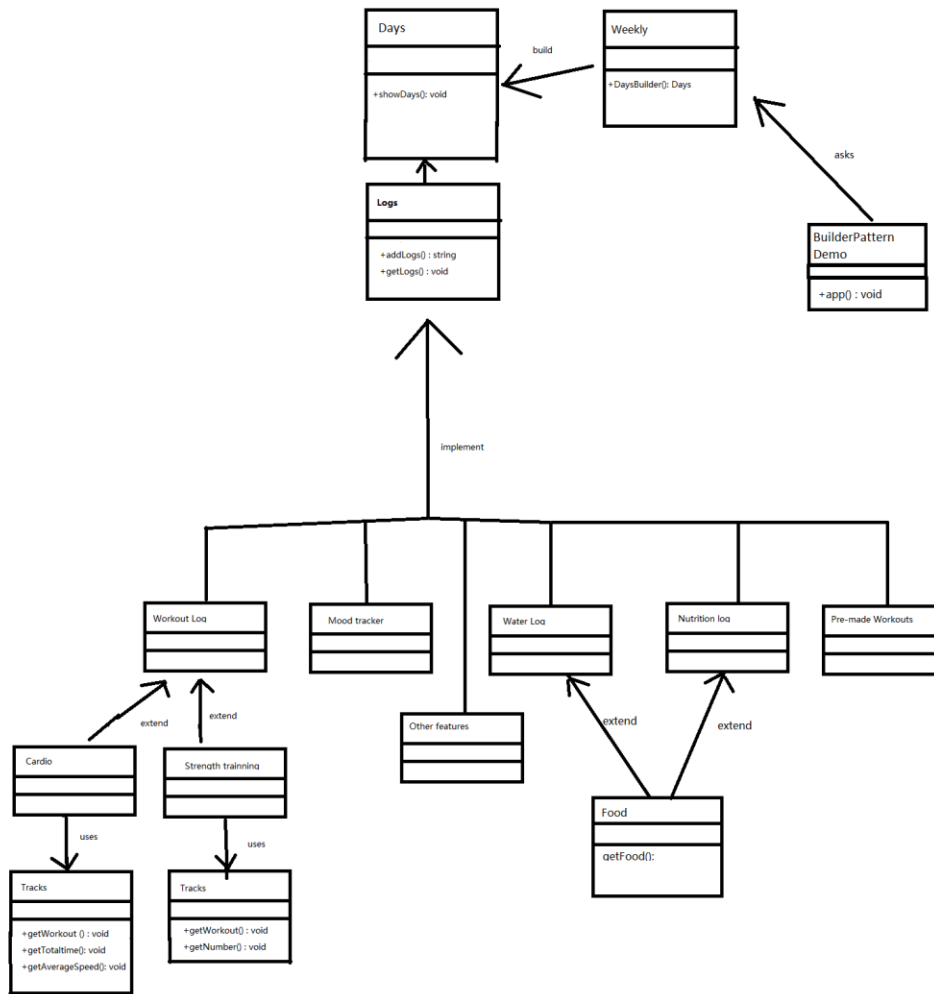 Days
+showDays(): void
build
Weekly
+DaysBuilder(): Days
asks
BuilderPattern
Demo
+app() : void
Logs
+addLogs() : string
+getLogs() : void
implement
Workout Log
Mood tracker
Water Log
Nutrition log
Pre-made Workouts
extend
extend
Other features
extend
extend
Cardio
Strength trainning
Food
getFood():
uses
uses
Tracks
+getWorkout () : void
+getTotaltime(): void
+getAverageSpeed(): void
Tracks
+getWorkout() : void
+getNumber() : void